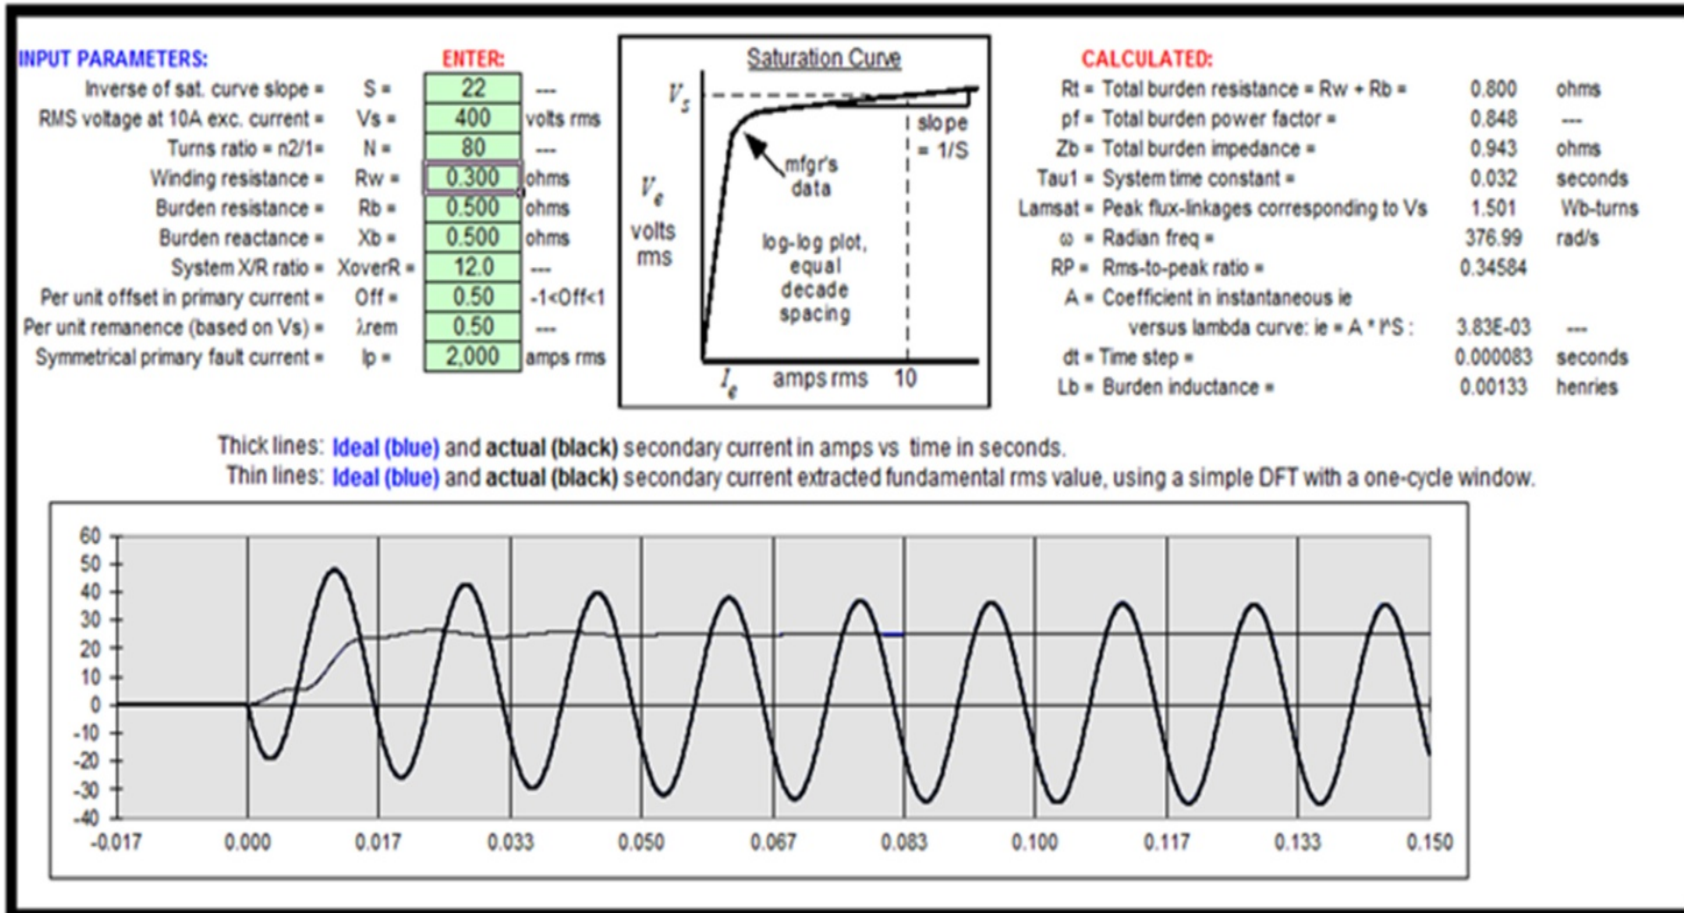 INPUT PARAMETERS: ENTER:
Inverse of sat. curve slope = S = 22 ---
RMS voltage at 10A exc. current = Vs = 400 volts rms
Turns ratio = n2/1= N = 80 ---
Winding resistance = Rw = 0.300 ohms
Burden resistance = Rb = 0.500 ohms
Burden reactance = Xb = 0.500 ohms
System X/R ratio = XoverR = 12.0 ---
Per unit offset in primary current = Off = 0.50 -1<Off<1
Per unit remanence (based on Vs) = λrem 0.50 ---
Symmetrical primary fault current = Ip = 2,000 amps rms
Saturation Curve
Vs
slope
= 1/S
mfgr's
data
Ve
volts
rms
log-log plot,
equal
decade
spacing
Ie amps rms 10
CALCULATED:
Rt = Total burden resistance = Rw + Rb = 0.800 ohms
pf = Total burden power factor = 0.848 ---
Zb = Total burden impedance = 0.943 ohms
Tau1 = System time constant = 0.032 seconds
Lamsat = Peak flux-linkages corresponding to Vs 1.501 Wb-turns
ω = Radian freq = 376.99 rad/s
RP = Rms-to-peak ratio = 0.34584
A = Coefficient in instantaneous ie
versus lambda curve: ie = A * l^S : 3.83E-03 ---
dt = Time step = 0.000083 seconds
Lb = Burden inductance = 0.00133 henries
Thick lines: Ideal (blue) and actual (black) secondary current in amps vs time in seconds.
Thin lines: Ideal (blue) and actual (black) secondary current extracted fundamental rms value, using a simple DFT with a one-cycle window.
60
50
40
30
20
10
0
-10
-20
-30
-40
-0.017 0.000 0.017 0.033 0.050 0.067 0.083 0.100 0.117 0.133 0.150